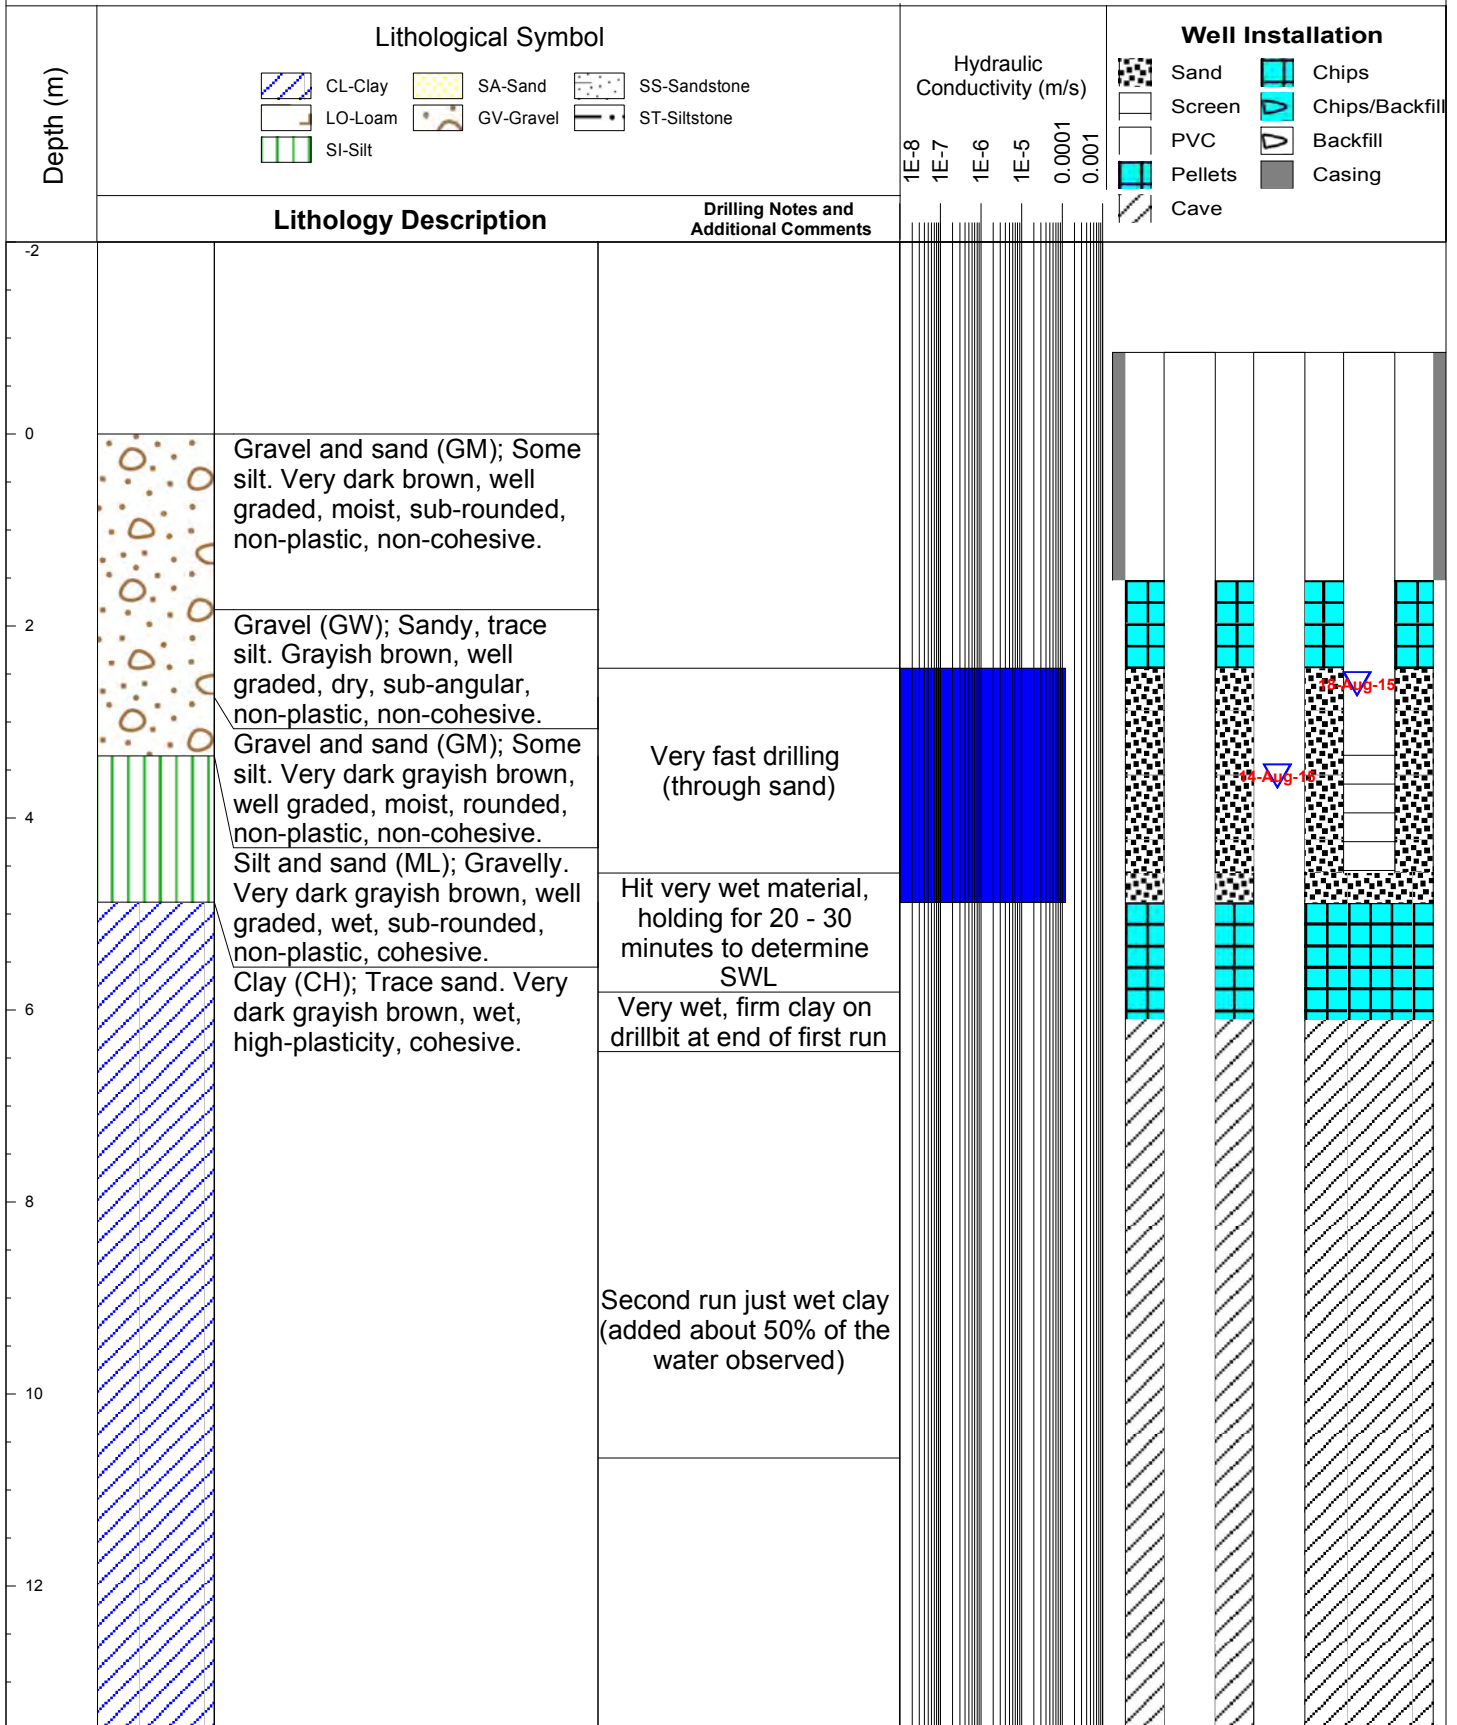 Depth (m)
Lithological Symbol
CL-Clay
SA-Sand
SS-Sandstone
LO-Loam
GV-Gravel
ST-Siltstone
SI-Silt
Lithology Description
Drilling Notes and
Additional Comments
Hydraulic
Conductivity (m/s)
1E-8
1E-7
1E-6
1E-5
0.0001
0.001
Well Installation
Sand
Chips
Screen
Chips/Backfill
PVC
Backfill
Pellets
Casing
Cave
-2
0
2
4
6
8
10
12
Gravel and sand (GM); Some
silt. Very dark brown, well
graded, moist, sub-rounded,
non-plastic, non-cohesive.
Gravel (GW); Sandy, trace
silt. Grayish brown, well
graded, dry, sub-angular,
non-plastic, non-cohesive.
Gravel and sand (GM); Some
silt. Very dark grayish brown,
well graded, moist, rounded,
non-plastic, non-cohesive.
Silt and sand (ML); Gravelly.
Very dark grayish brown, well
graded, wet, sub-rounded,
non-plastic, cohesive.
Clay (CH); Trace sand. Very
dark grayish brown, wet,
high-plasticity, cohesive.
Very fast drilling
(through sand)
Hit very wet material,
holding for 20 - 30
minutes to determine
SWL
Very wet, firm clay on
drillbit at end of first run
Second run just wet clay
(added about 50% of the
water observed)
14-Aug-15